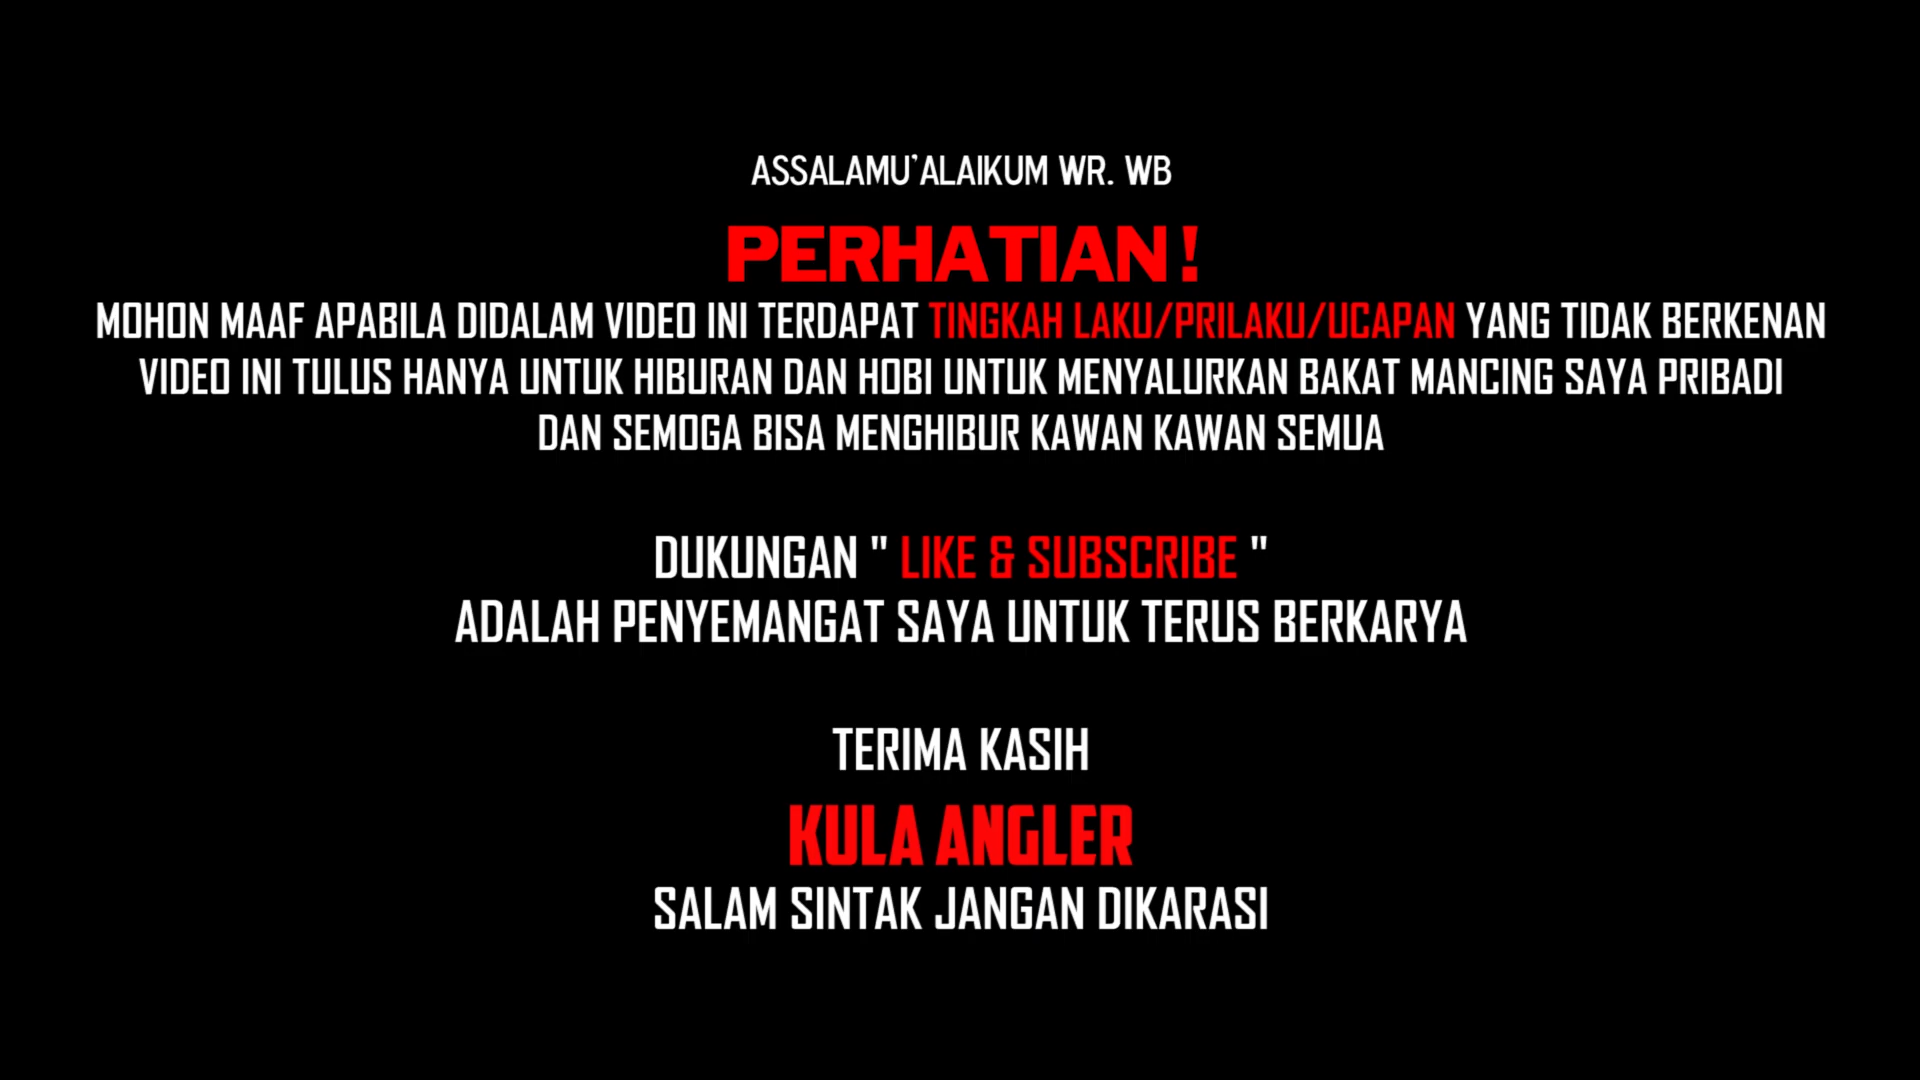 ASSALAMU'ALAIKUM WR. WB
PERHATIAN !
MOHON MAAF APABILA DIDALAM VIDEO INI TERDAPAT TINGKAH LAKU/PRILAKU/UCAPAN YANG TIDAK BERKENAN
VIDEO INI TULUS HANYA UNTUK HIBURAN DAN HOBI UNTUK MENYALURKAN BAKAT MANCING SAYA PRIBADI
DAN SEMOGA BISA MENGHIBUR KAWAN KAWAN SEMUA
DUKUNGAN " LIKE & SUBSCRIBE "
ADALAH PENYEMANGAT SAYA UNTUK TERUS BERKARYA
TERIMA KASIH
KULA ANGLER
SALAM SINTAK JANGAN DIKARASI